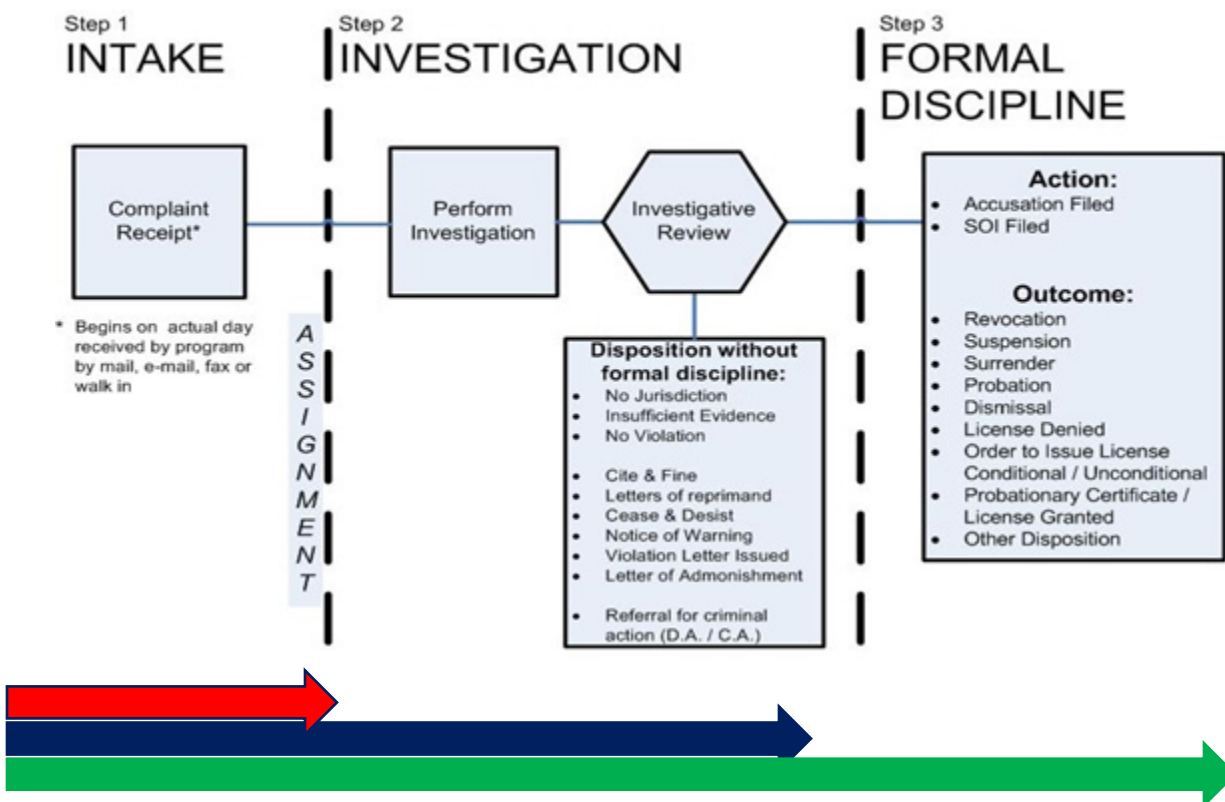 Step 1
INTAKE
Step 2
INVESTIGATION
Step 3
FORMAL
DISCIPLINE
Complaint
Receipt*
* Begins on actual day
received by program
by mail, e-mail, fax or
walk in
ASSIGNMENT
Perform
Investigation
Investigative
Review
Disposition without
formal discipline:
• No Jurisdiction
• Insufficient Evidence
• No Violation
• Cite & Fine
• Letters of reprimand
• Cease & Desist
• Notice of Warning
• Violation Letter Issued
• Letter of Admonishment
• Referral for criminal
action (D.A. / C.A.)
Action:
• Accusation Filed
• SOI Filed
Outcome:
• Revocation
• Suspension
• Surrender
• Probation
• Dismissal
• License Denied
• Order to Issue License
Conditional / Unconditional
• Probationary Certificate /
License Granted
• Other Disposition